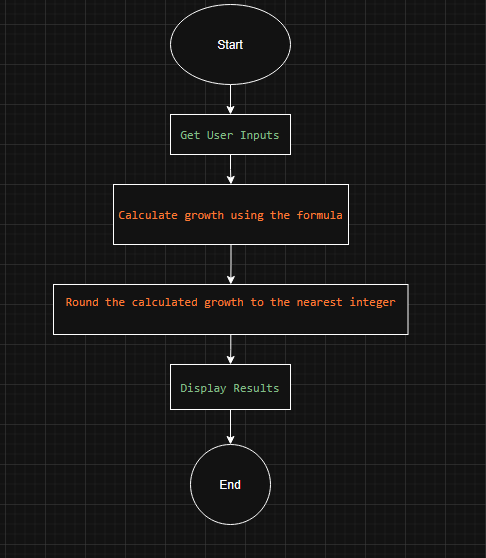 Start
Get User Inputs
Calculate growth using the formula
Round the calculated growth to the nearest integer
Display Results
End